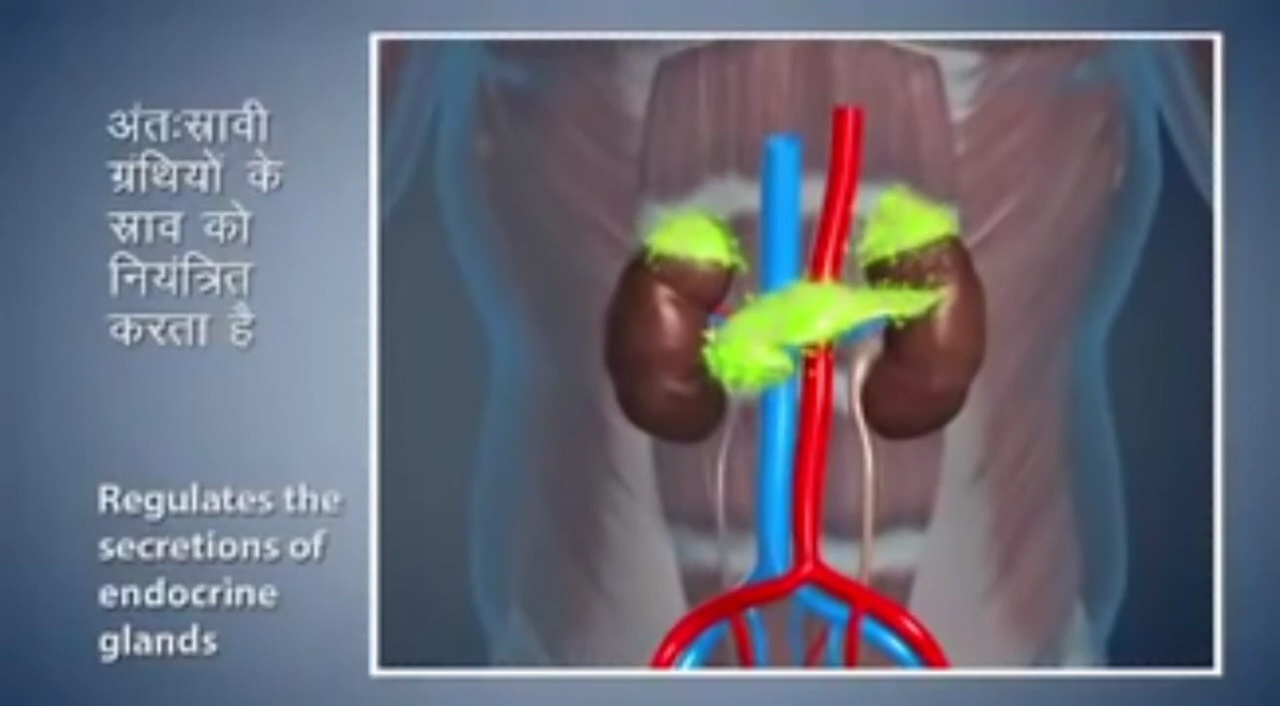 अंतःस्रावी
ग्रंथियों के
स्राव को
नियंत्रित
करता है
Regulates the
secretions of
endocrine
glands